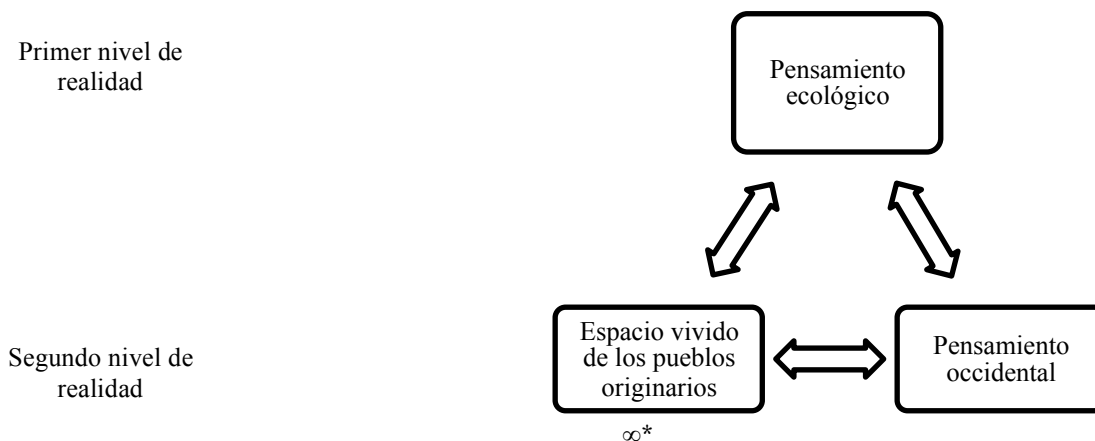 Primer nivel de
realidad
Pensamiento
ecológico
Segundo nivel de
realidad
Espacio vivido
de los pueblos
originarios
Pensamiento
occidental
∞*